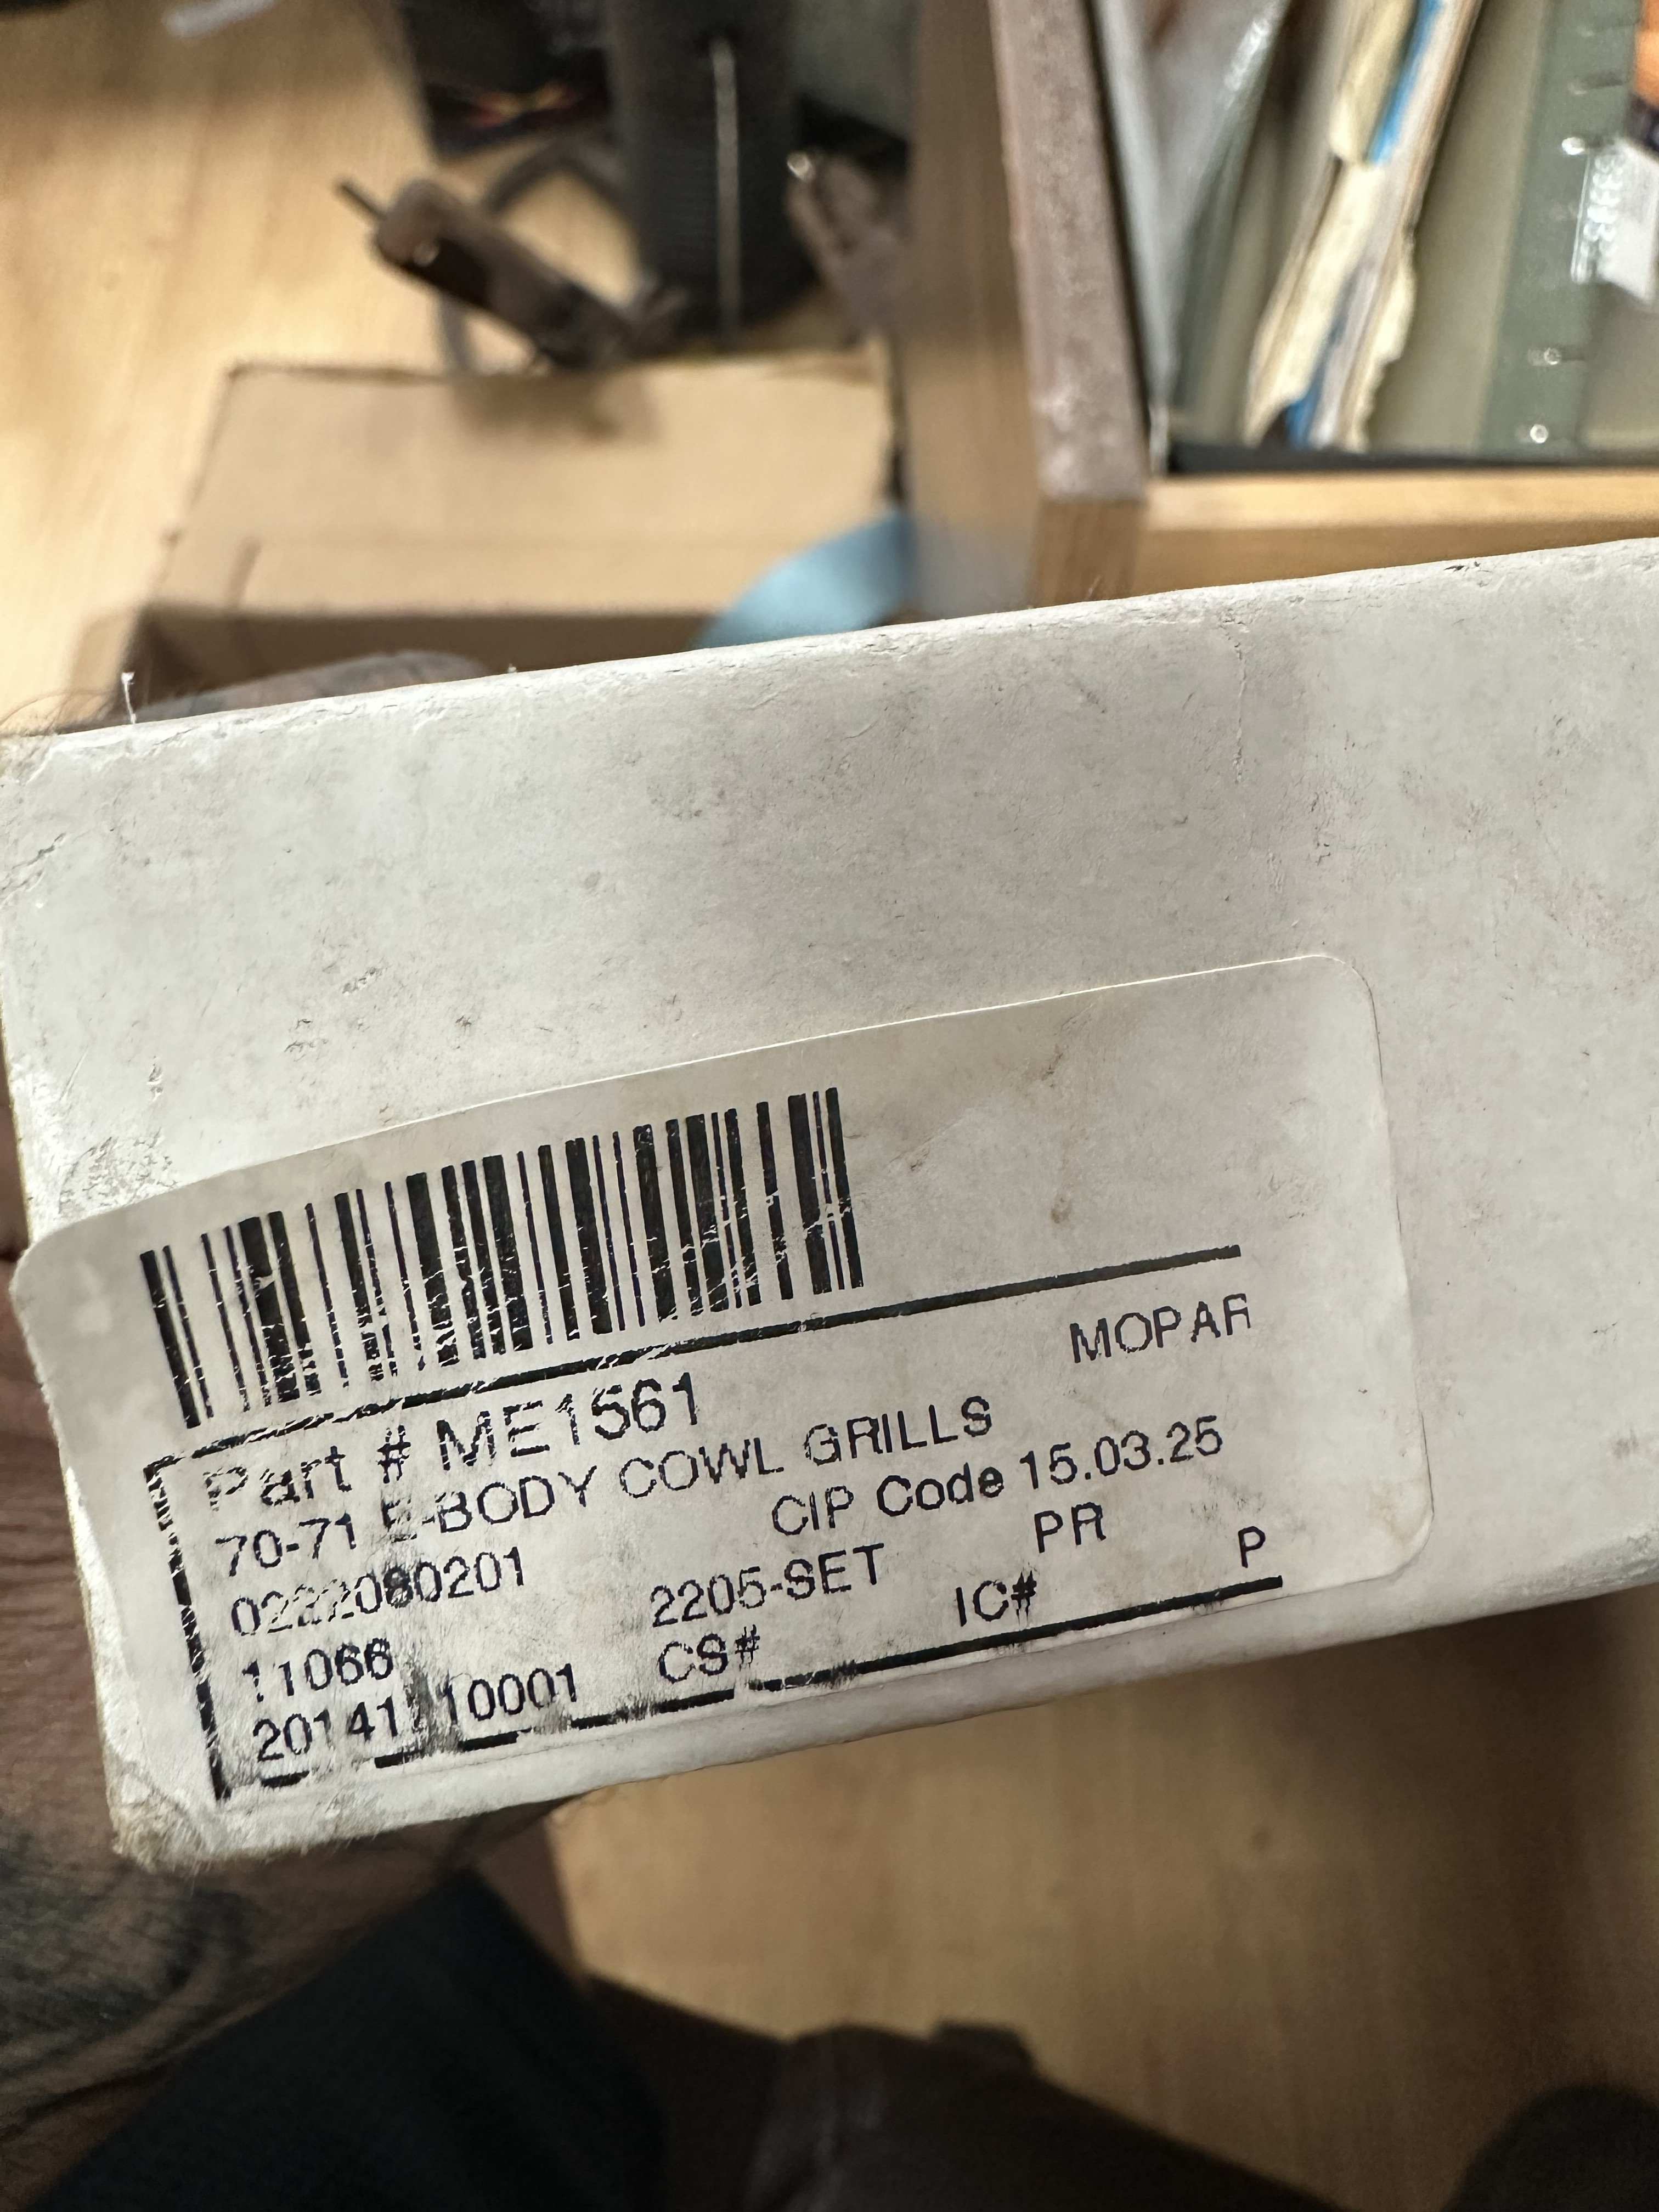 MOPAR
Part # ME1561
70-71 E-BODY COWL GRILLS
CIP Code 15.03.25
0222080201
2205-SET PR
11066
CS# IC# P
20141110001